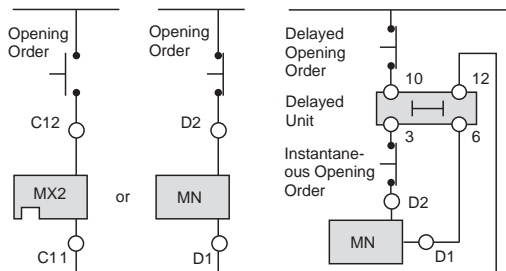 Opening
Order
C12
MX2
C11
or
Opening
Order
D2
MN
D1
Delayed
Opening
Order
10
12
Delayed
Unit
3
6
Instantane-
ous Opening
Order
D2
MN
D1